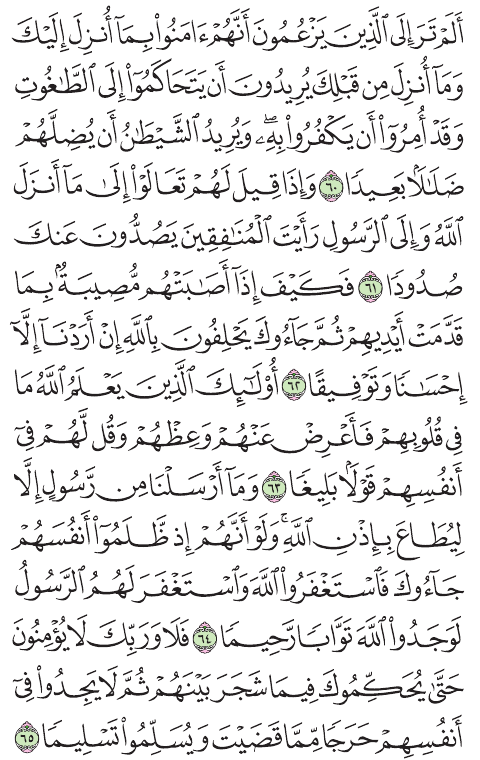 أَلَمْ تَرَ إِلَى ٱلَّذِينَ يَزْعُمُونَ أَنَّهُمْ ءَامَنُوا۟ بِمَآ أُنزِلَ إِلَيْكَ
وَمَآ أُنزِلَ مِن قَبْلِكَ يُرِيدُونَ أَن يَتَحَاكَمُوٓا۟ إِلَى ٱلطَّٰغُوتِ
وَقَدْ أُمِرُوٓا۟ أَن يَكْفُرُوا۟ بِهِۦۖ وَيُرِيدُ ٱلشَّيْطَٰنُ أَن يُضِلَّهُمْ
ضَلَٰلًۢا بَعِيدًا ٦٠ وَإِذَا قِيلَ لَهُمْ تَعَالَوْا۟ إِلَىٰ مَآ أَنزَلَ
ٱللَّهُ وَإِلَى ٱلرَّسُولِ رَأَيْتَ ٱلْمُنَٰفِقِينَ يَصُدُّونَ عَنكَ
صُدُودًا ٦١ فَكَيْفَ إِذَآ أَصَٰبَتْهُم مُّصِيبَةٌۢ بِمَا
قَدَّمَتْ أَيْدِيهِمْ ثُمَّ جَآءُوكَ يَحْلِفُونَ بِٱللَّهِ إِنْ أَرَدْنَآ إِلَّآ
إِحْسَٰنًا وَتَوْفِيقًا ٦٢ أُو۟لَٰٓئِكَ ٱلَّذِينَ يَعْلَمُ ٱللَّهُ مَا
فِى قُلُوبِهِمْ فَأَعْرِضْ عَنْهُمْ وَعِظْهُمْ وَقُل لَّهُمْ فِىٓ
أَنفُسِهِمْ قَوْلًۢا بَلِيغًا ٦٣ وَمَآ أَرْسَلْنَا مِن رَّسُولٍ إِلَّا
لِيُطَاعَ بِإِذْنِ ٱللَّهِۚ وَلَوْ أَنَّهُمْ إِذ ظَّلَمُوٓا۟ أَنفُسَهُمْ
جَآءُوكَ فَٱسْتَغْفَرُوا۟ ٱللَّهَ وَٱسْتَغْفَرَ لَهُمُ ٱلرَّسُولُ
لَوَجَدُوا۟ ٱللَّهَ تَوَّابًا رَّحِيمًا ٦٤ فَلَا وَرَبِّكَ لَا يُؤْمِنُونَ
حَتَّىٰ يُحَكِّمُوكَ فِيمَا شَجَرَ بَيْنَهُمْ ثُمَّ لَا يَجِدُوا۟ فِىٓ
أَنفُسِهِمْ حَرَجًا مِّمَّا قَضَيْتَ وَيُسَلِّمُوا۟ تَسْلِيمًا ٦٥